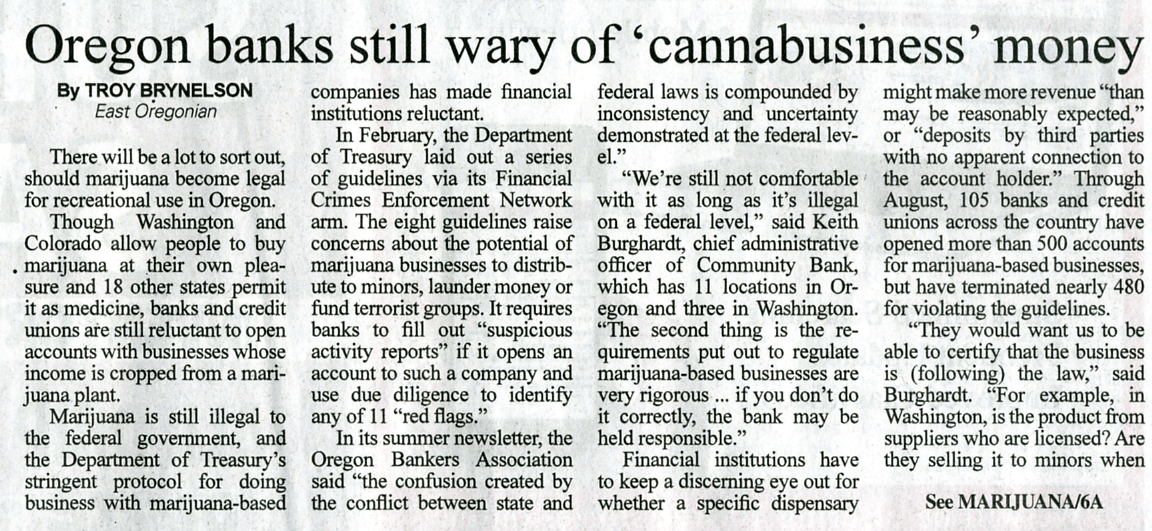 Oregon banks still wary of ‘cannabusiness’ money
By TROY BRYNELSON
East Oregonian
There will be a lot to sort out,
should marijuana become legal
for recreational use in Oregon.
Though Washington and
Colorado allow people to buy
marijuana at their own plea-
sure and 18 other states permit
it as medicine, banks and credit
unions are still reluctant to open
accounts with businesses whose
income is cropped from a mari-
juana plant.
Marijuana is still illegal to
the federal government, and
the Department of Treasury’s
stringent protocol for doing
business with marijuana-based
companies has made financial
institutions reluctant.
In February, the Department
of Treasury laid out a series
of guidelines via its Financial
Crimes Enforcement Network
arm. The eight guidelines raise
concerns about the potential of
marijuana businesses to distrib-
ute to minors, launder money or
fund terrorist groups. It requires
banks to fill out “suspicious
activity reports” if it opens an
account to such a company and
use due diligence to identify
any of 11 “red flags.”
In its summer newsletter, the
Oregon Bankers Association
said “the confusion created by
the conflict between state and
federal laws is compounded by
inconsistency and uncertainty
demonstrated at the federal lev-
el.”
“We’re still not comfortable
with it as long as it’s illegal
on a federal level,” said Keith
Burghardt, chief administrative
officer of Community Bank,
which has 11 locations in Or-
egon and three in Washington.
“The second thing is the re-
quirements put out to regulate
marijuana-based businesses are
very rigorous ... if you don’t do
it correctly, the bank may be
held responsible.”
Financial institutions have
to keep a discerning eye out for
whether a specific dispensary
might make more revenue “than
may be reasonably expected,”
or “deposits by third parties
with no apparent connection to
the account holder.” Through
August, 105 banks and credit
unions across the country have
opened more than 500 accounts
for marijuana-based businesses,
but have terminated nearly 480
for violating the guidelines.
“They would want us to be
able to certify that the business
is (following) the law,” said
Burghardt. “For example, in
Washington, is the product from
suppliers who are licensed? Are
they selling it to minors when
See MARIJUANA/6A